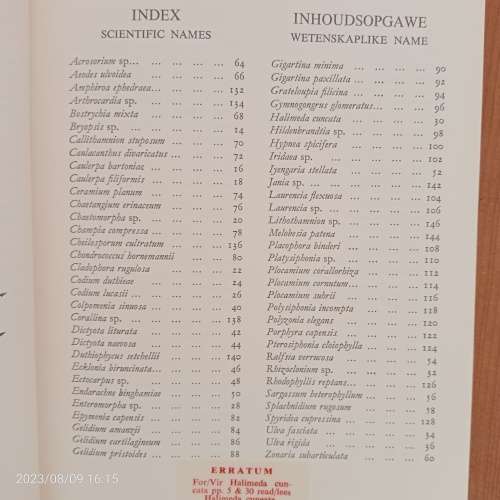 INDEX
SCIENTIFIC NAMES
Acrosorium sp... ... ... ... ... 64
Aeodes ulvoidea ... ... ... 66
Amphiroa ephedraea... ... ... 132
Arthrocardia sp. ... ... ... 134
Bostrychia mixta ... ... ... 68
Bryopsis sp. ... ... ... ... 14
Callithamnion stuposum ... ... 70
Caulacanthus divaricatus ... ... 72
Caulerpa bartoniae ... ... ... 16
Caulerpa filiformis ... ... ... 18
Ceramium planum ... ... ... 74
Chaetangium erinaceum ... ... 76
Chaetomorpha sp. ... ... ... 20
Champia compressa ... ... ... 78
Cheilosporum cultratum ... ... 136
Chondrococcus hornemannii ... 80
Cladophora rugulosa ... ... ... 22
Codium duthieae ... ... ... 24
Codium lucasii ... ... ... ... 26
Colpomenia sinuosa ... ... ... 40
Corallina sp. ... ... ... ... 138
Dictyota liturata ... ... ... 42
Dictyota naevosa ... ... ... 44
Duthiophycus setchellii ... ... 140
Ecklonia biruncinata... ... ... 46
Ectocarpus sp. ... ... ... ... 48
Endarachne binghamiae ... ... 50
Enteromorpha sp. ... ... ... 28
Epymenia capensis ... ... ... 82
Gelidium amanzii ... ... ... 84
Gelidium cartilagineum ... ... 86
Gelidium pristoides ... ... ... 88
INHOUDSOPGAWE
WETENSKAPLIKE NAME
Gigartina minima ... ... ... ... 90
Gigartina paxillata ... ... ... 92
Grateloupia filicina ... ... ... 94
Gymnogongrus glomeratus... ... 96
Halimeda cuncata ... ... ... 30
Hildenbrandtia sp. ... ... ... 98
Hypnea spicifera ... ... ... 100
Iridaea sp. ... ... ... ... 102
Iyengaria stellata ... ... ... 52
Jania sp. ... ... ... ... ... 142
Laurencia flexuosa ... ... ... 104
Laurencia sp. ... ... ... ... 106
Lithothamnion sp. ... ... ... 146
Melobesia patena ... ... ... 144
Placophora binderi ... ... ... 108
Platysiphonia sp. ... ... ... 110
Plocamium corallorhiza ... ... 112
Plocamium cornutum... ... ... 114
Plocamium suhrii ... ... ... 116
Polysiphonia incompta ... ... 118
Polyzonia elegans ... ... ... 120
Porphyra capensis ... ... ... 122
Pterosiphonia cloiophylla ... ... 124
Ralfsia verrucosa ... ... ... 54
Rhizoclonium sp. ... ... ... 32
Rhodophyllis reptans... ... ... 126
Sargassum heterophyllum ... ... 56
Splachnidium rugosum ... ... 58
Spyridia cupressina ... ... ... 128
Ulva fasciata ... ... ... ... 34
Ulva rigida ... ... ... ... 36
Zonaria subarticulata ... ... ... 60
ERRATUM
For/Vir Halimeda cun-
cata pp. 5 & 30 read/lees
Halimeda cuneata
2023/08/09 16:15